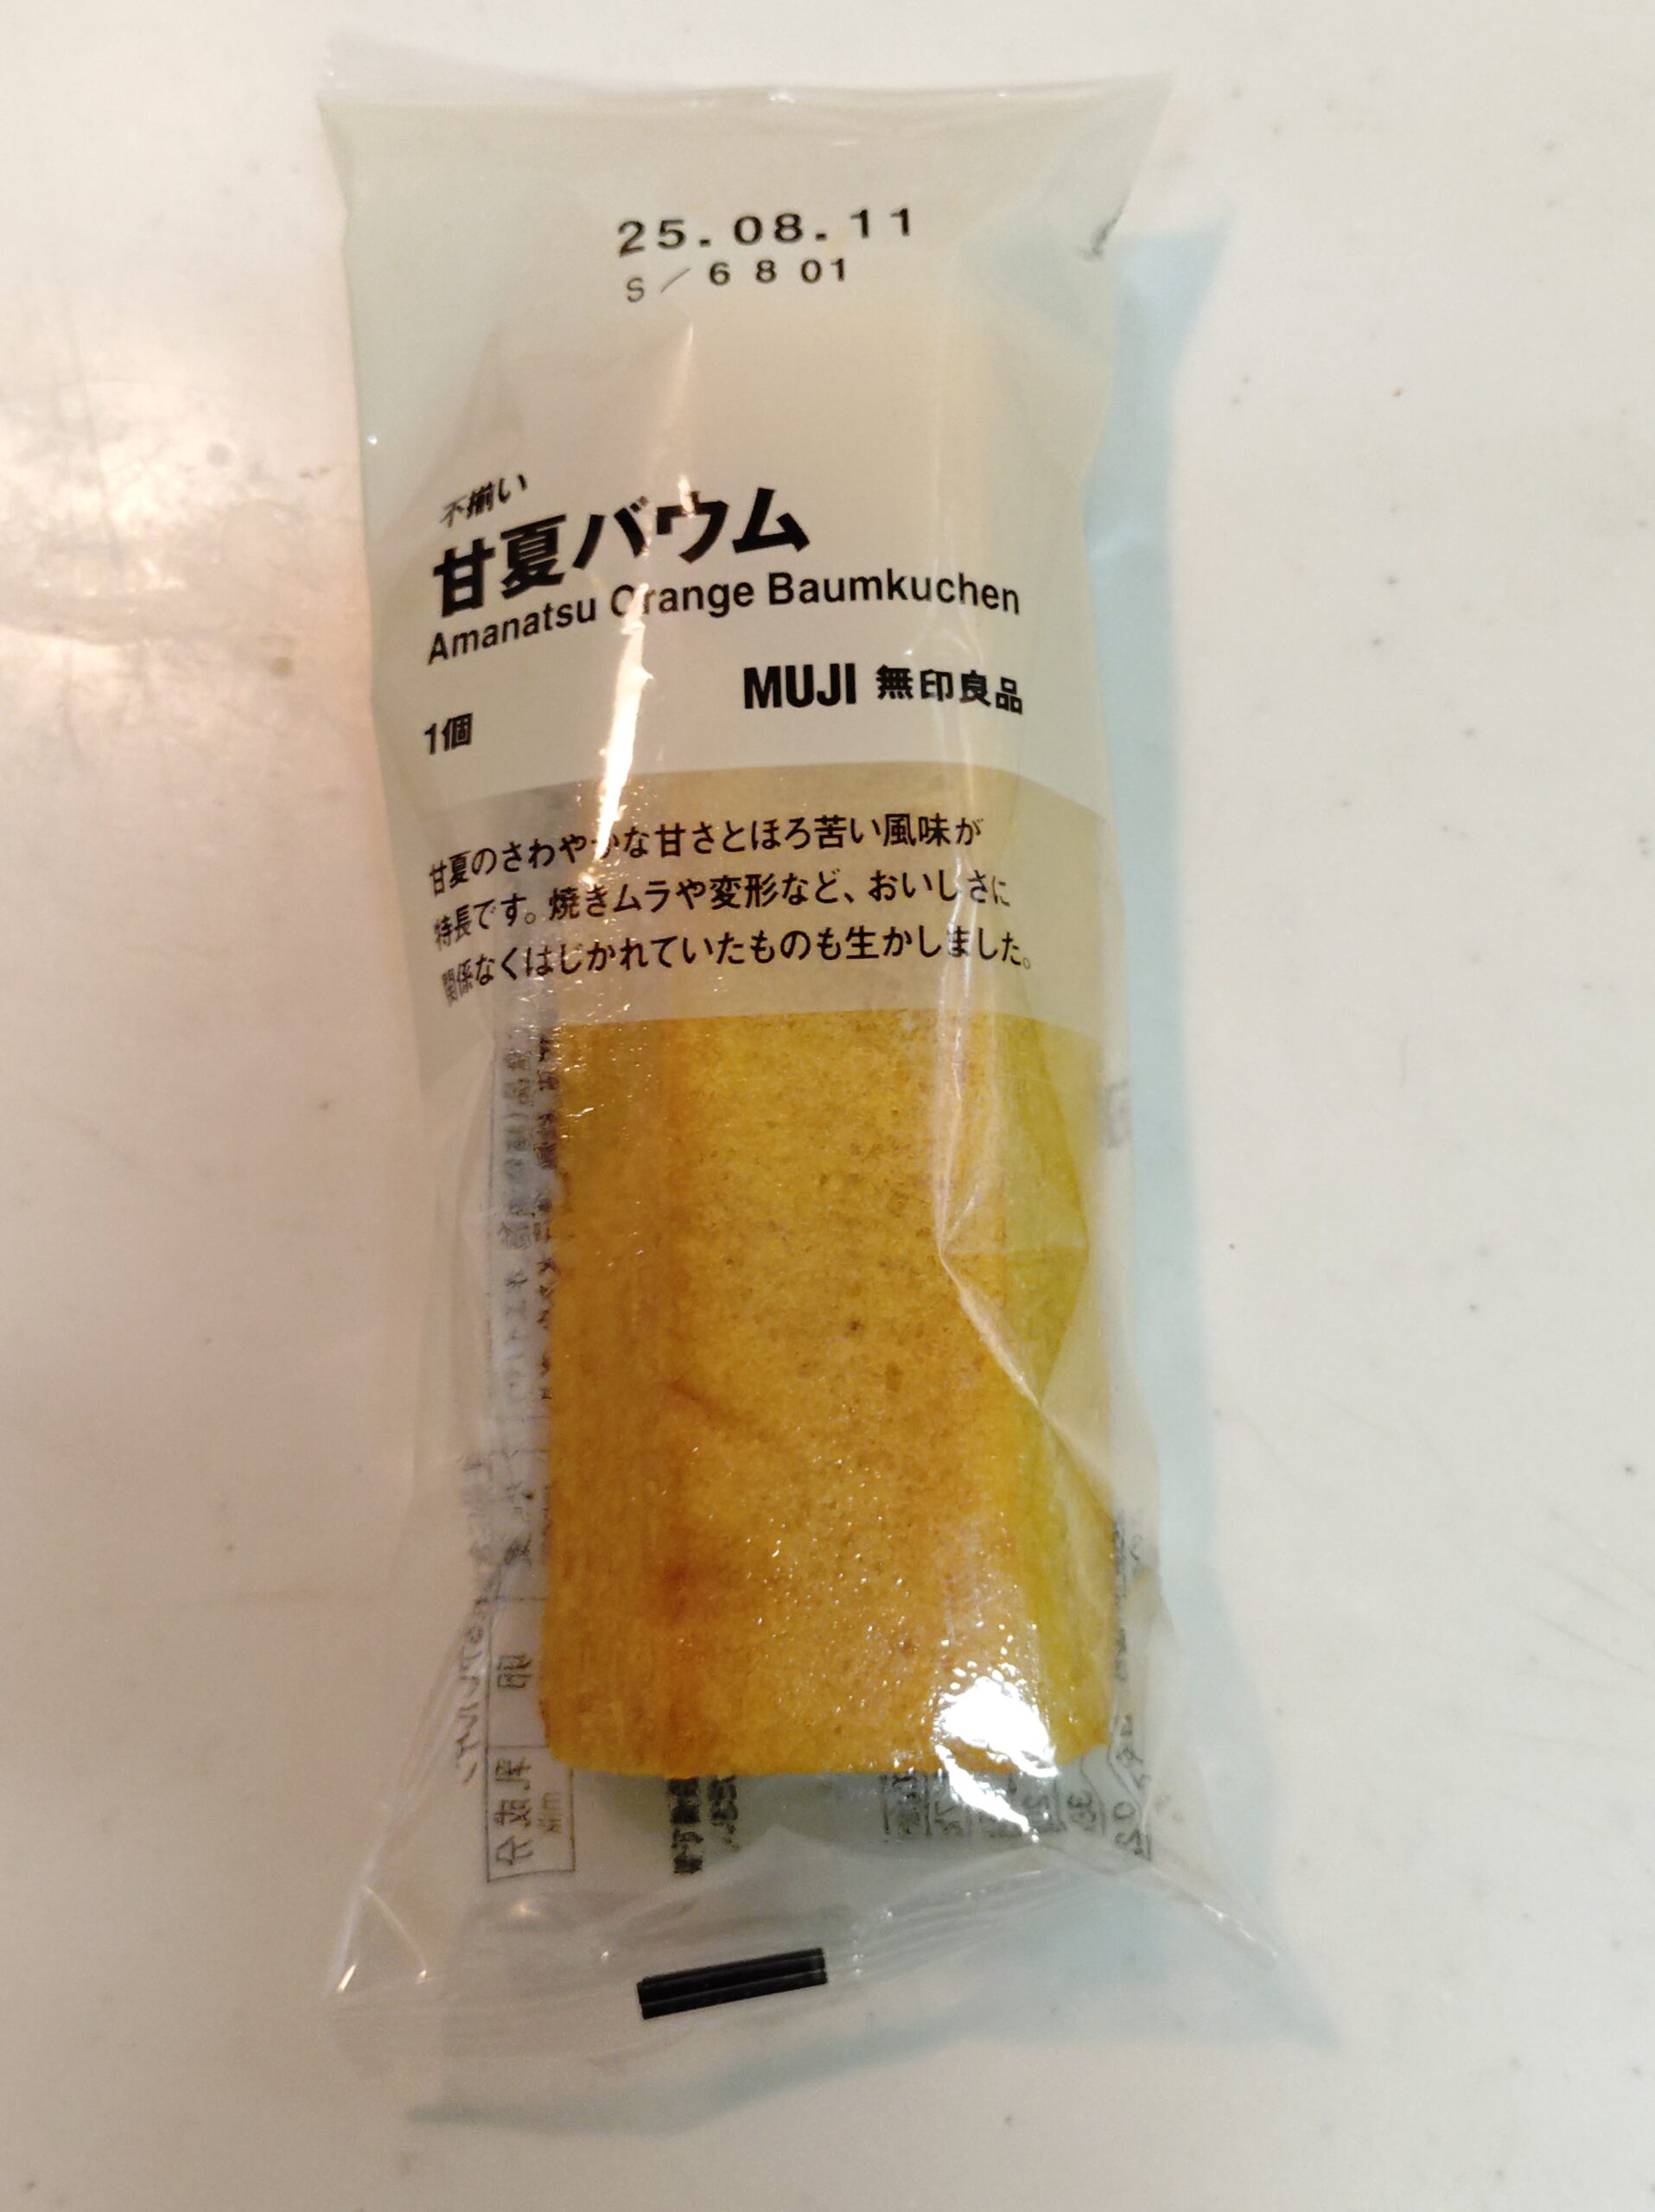 25.08.11
S/6 8 01
不揃い
甘夏バウム
Amanatsu Orange Baumkuchen
MUJI 無印良品
1個
甘夏のさわやかな甘さとほろ苦い風味が
特長です。焼きムラや変形など、おいしさに
関係なくはじかれていたものも生かしました。